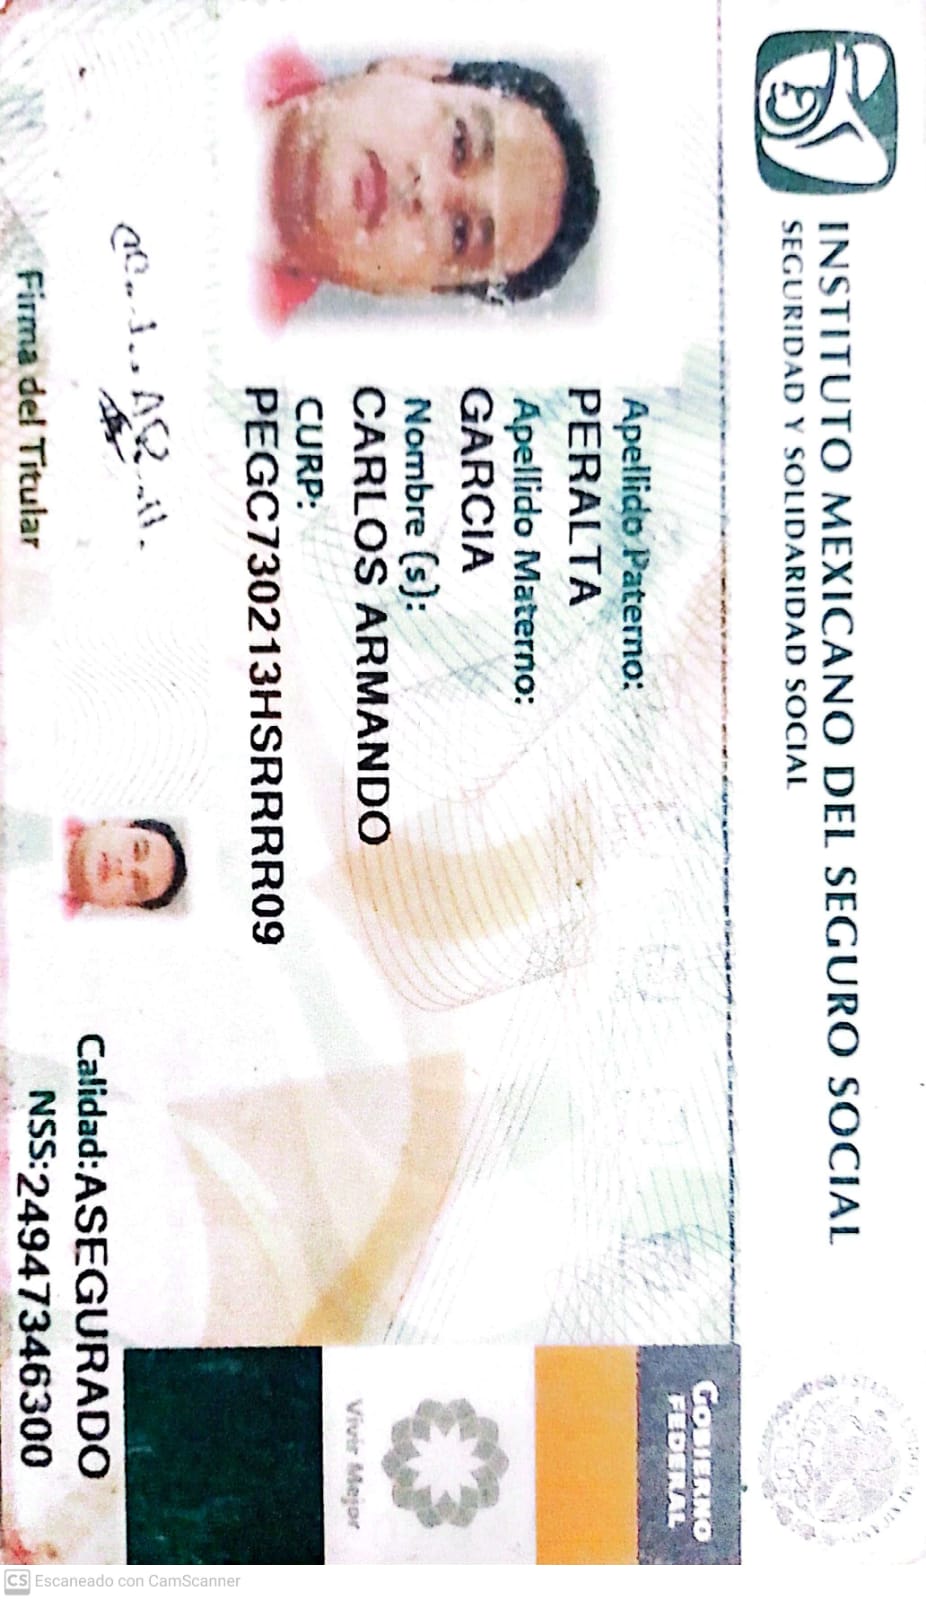 INSTITUTO MEXICANO DEL SEGURO SOCIAL
SEGURIDAD Y SOLIDARIDAD SOCIAL
GOBIERNO
FEDERAL
Apellido Paterno:
PERALTA
Apellido Materno:
GARCIA
Nombre (s):
CARLOS ARMANDO
CURP:
PEGC730213HSRRRR09
Vivir Mejor
Firma del Titular
Calidad:ASEGURADO
NSS:24947346300
CS Escaneado con CamScanner